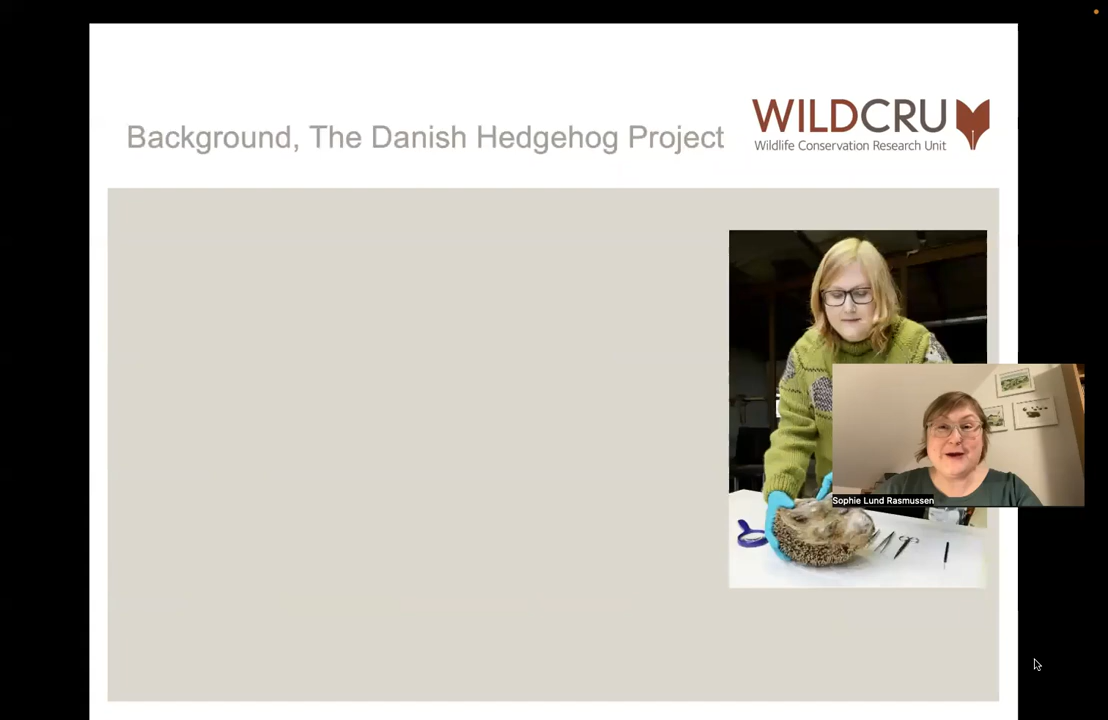 Background, The Danish Hedgehog Project
WILDCRU
Wildlife Conservation Research Unit
Sophie Lund Rasmussen